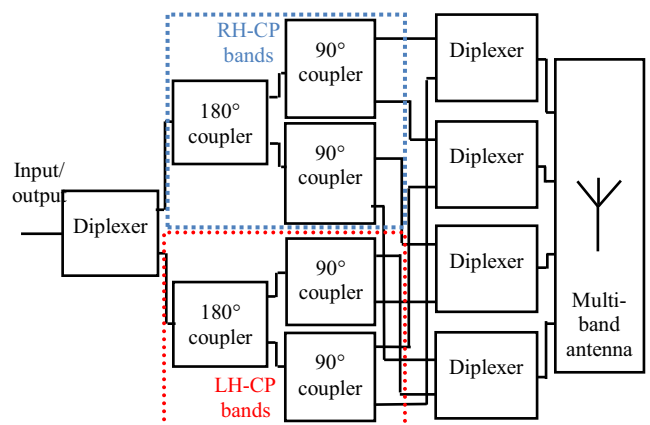 RH-CP
bands
90°
coupler
Diplexer
180°
coupler
90°
coupler
Diplexer
Input/
output
Diplexer
90°
coupler
Diplexer
180°
coupler
Multi-
band
antenna
90°
coupler
Diplexer
LH-CP
bands